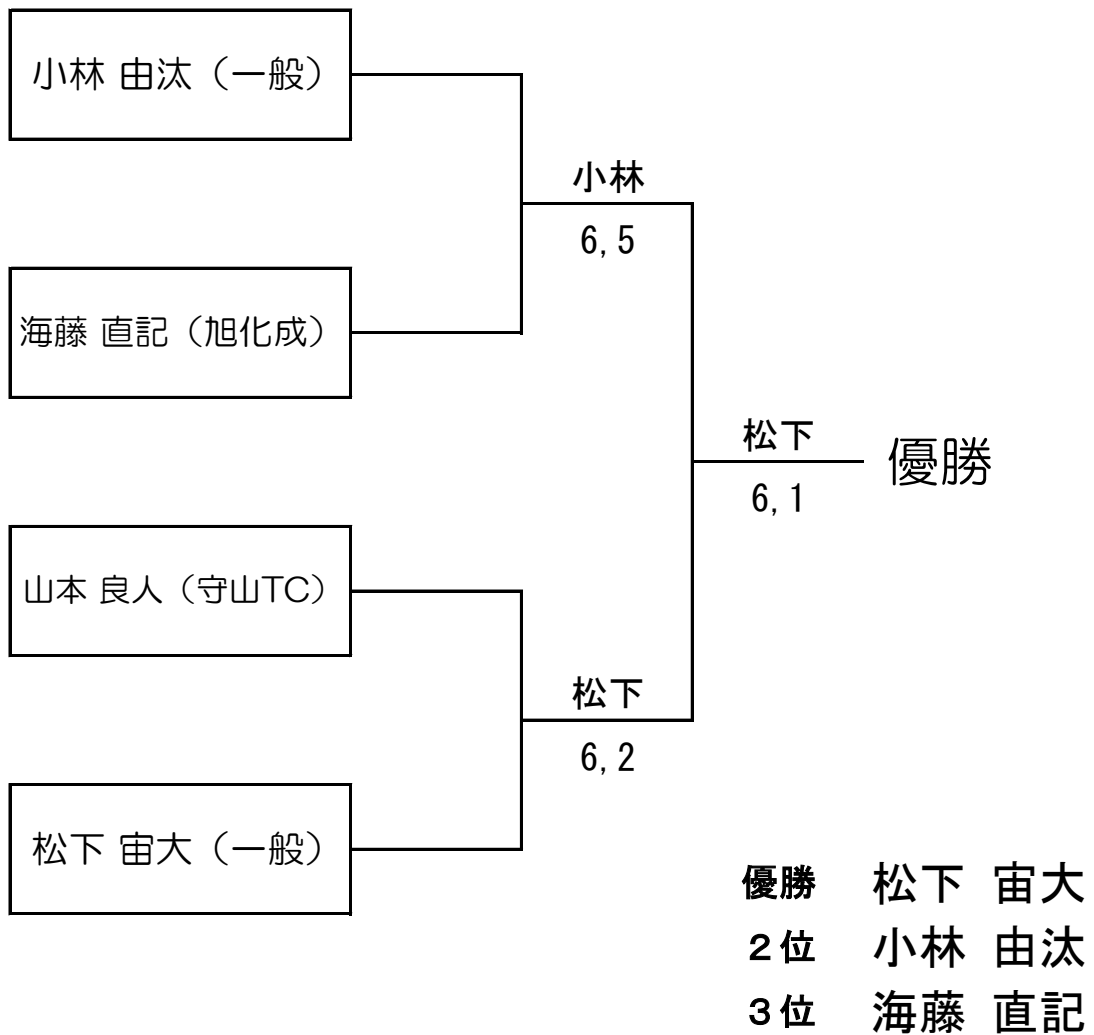 小林 由汰（一般）
小林
6,5
海藤 直記（旭化成）
松下
優勝
6,1
山本 良人（守山TC）
松下
6,2
松下 宙大（一般）
優勝 松下 宙大
２位 小林 由汰
３位 海藤 直記